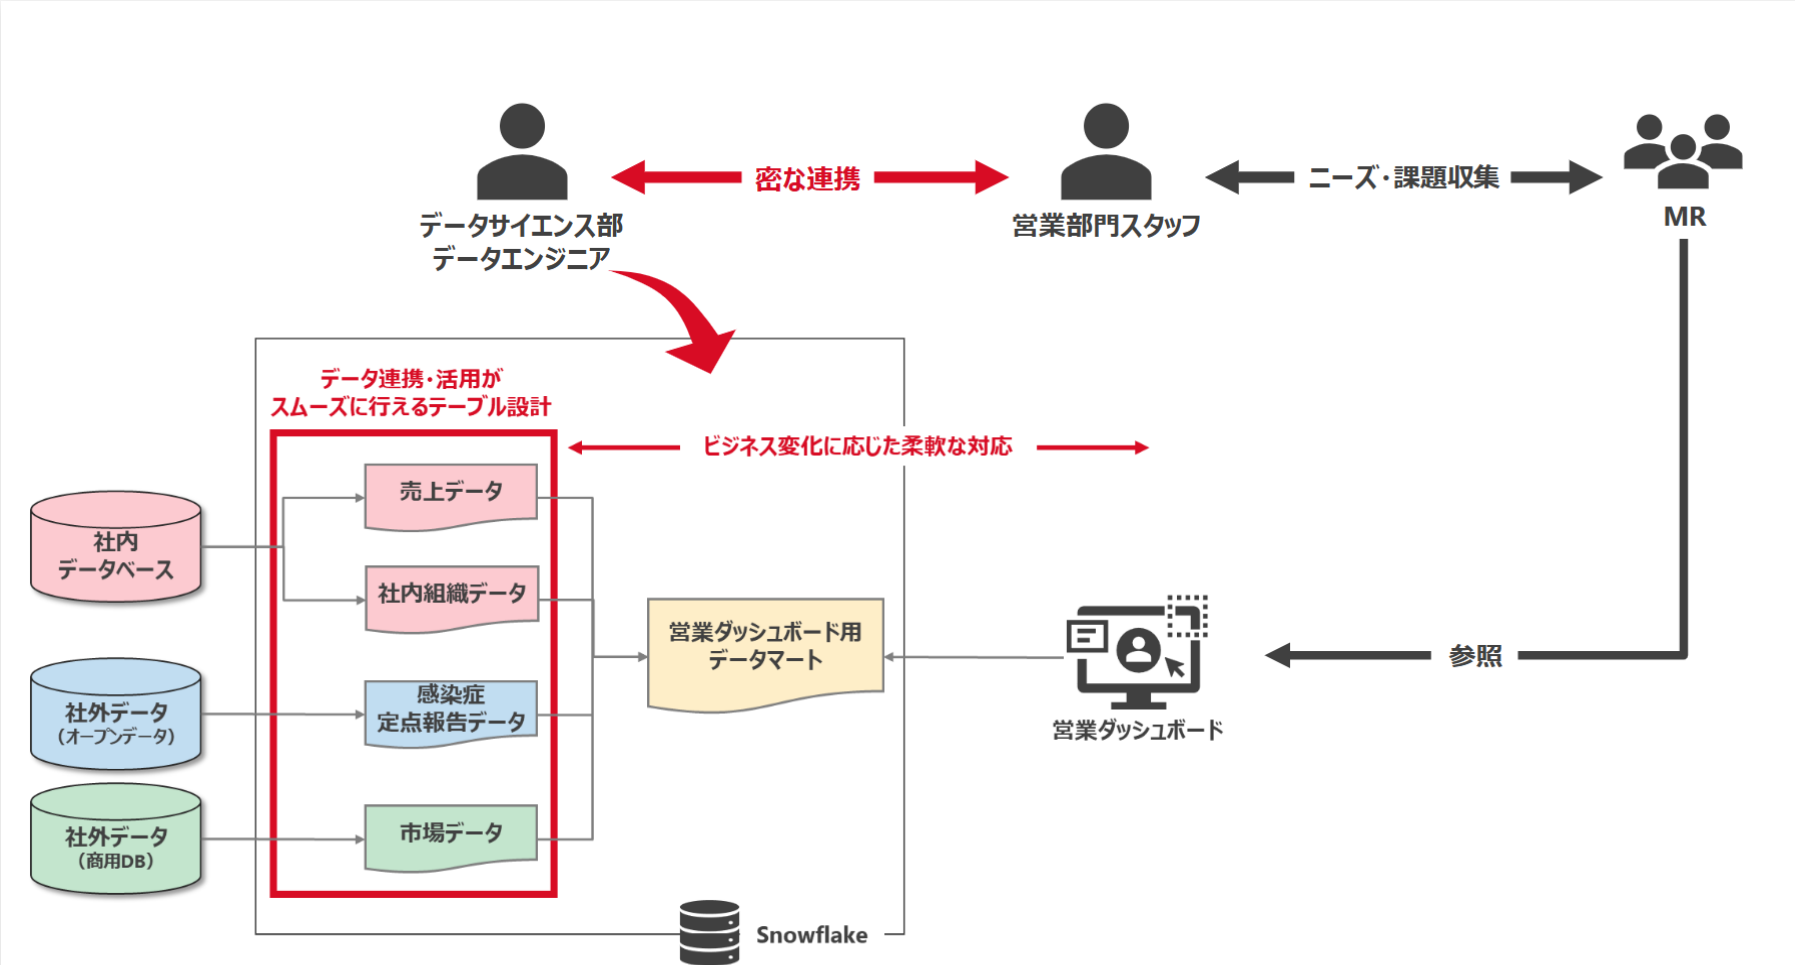 密な連携
ニーズ・課題収集
データサイエンス部
データエンジニア
営業部門スタッフ
MR
データ連携・活用が
スムーズに行えるテーブル設計
ビジネス変化に応じた柔軟な対応
社内
データベース
売上データ
社内組織データ
社外データ
(オープンデータ)
感染症
定点報告データ
社外データ
(商用DB)
市場データ
営業ダッシュボード用
データマート
営業ダッシュボード
参照
Snowflake